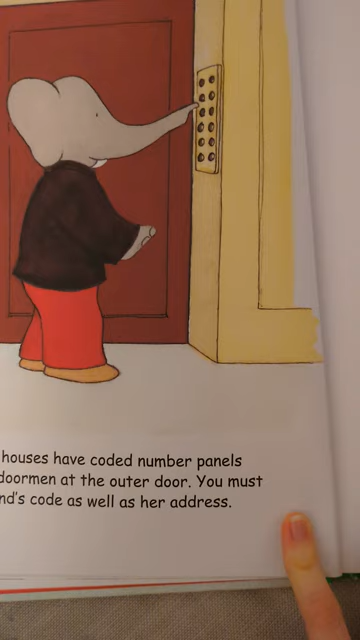 houses have coded number panels
doormen at the outer door. You must
nd's code as well as her address.